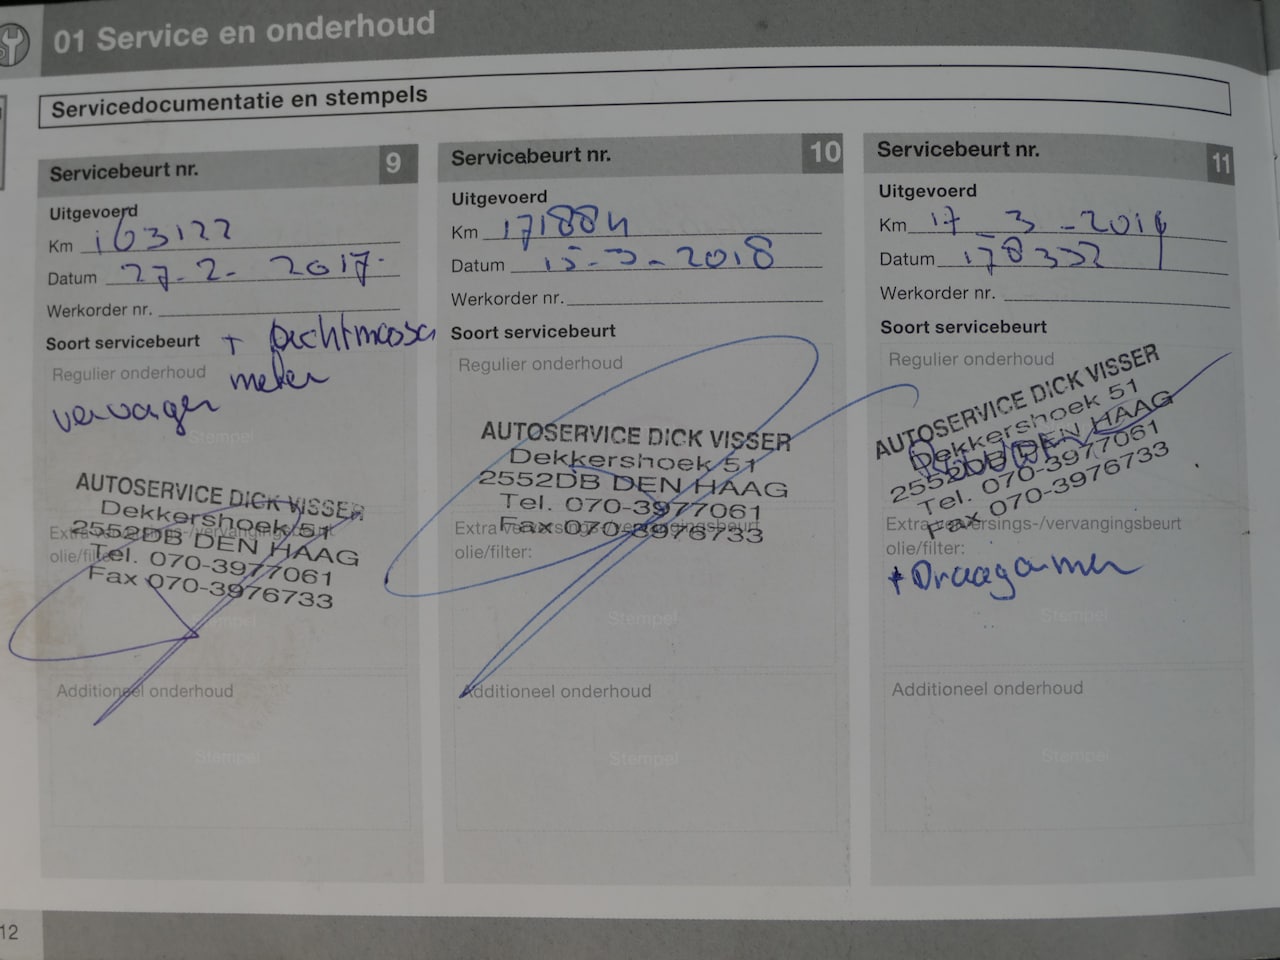 01 Service en onderhoud
Servicedocumentatie en stempels
Servicebeurt nr. 9
Uitgevoerd
Km 163122
Datum 27-2-2017
Werkorder nr.
Soort servicebeurt + luchtmassa
Regulier onderhoud meter
vervangen
Stempel
AUTOSERVICE DICK VISSER
Dekkershoek 51
2552DB DEN HAAG
Tel. 070-3977061
Fax 070-3976733
Extra verversings-/vervangingsbeurt
olie/filter:
Stempel
Additioneel onderhoud
Stempel
Servicebeurt nr. 10
Uitgevoerd
Km 171884
Datum 15-3-2018
Werkorder nr.
Soort servicebeurt
Regulier onderhoud
AUTOSERVICE DICK VISSER
Dekkershoek 51
2552DB DEN HAAG
Tel. 070-3977061
Fax 070-3976733
Extra verversings-/vervangingsbeurt
olie/filter:
Stempel
Additioneel onderhoud
Stempel
Servicebeurt nr. 11
Uitgevoerd
Km 17-3-2019
Datum 178332
Werkorder nr.
Soort servicebeurt
Regulier onderhoud
AUTOSERVICE DICK VISSER
Dekkershoek 51
2552DB DEN HAAG
Tel. 070-3977061
Fax 070-3976733
Extra verversings-/vervangingsbeurt
olie/filter:
+ Draagarmen
Stempel
Additioneel onderhoud
Stempel
12